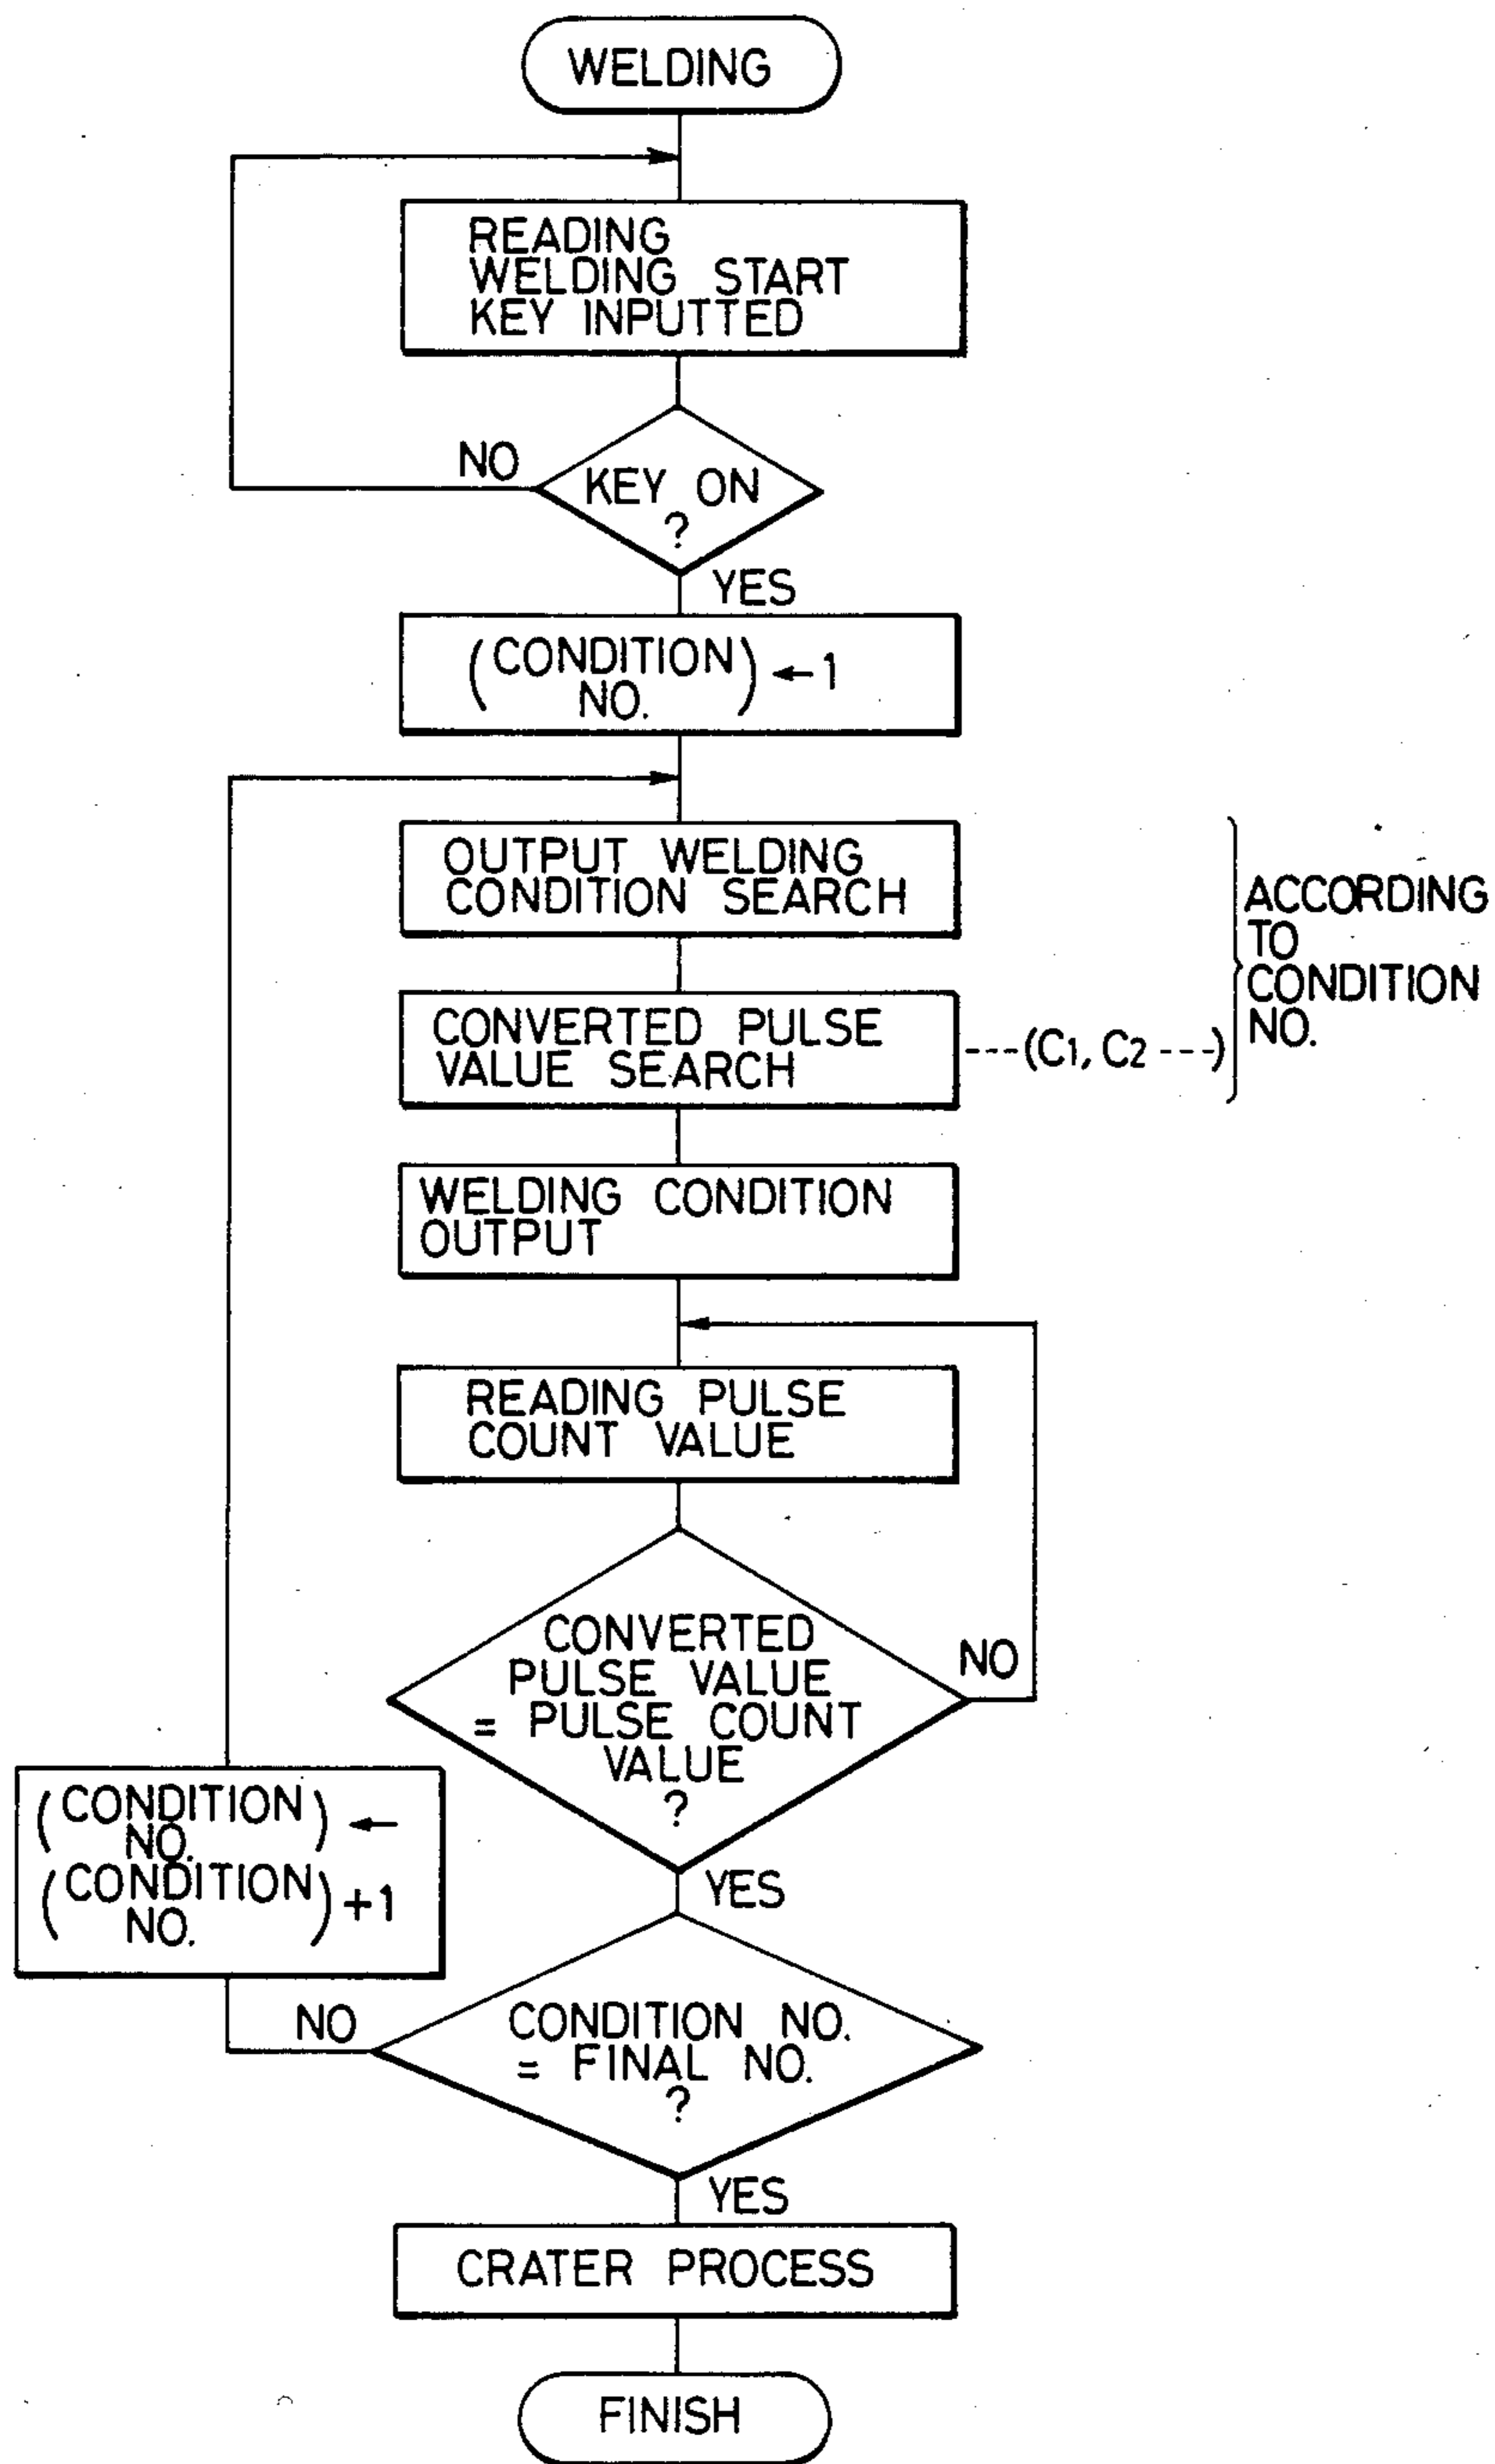 WELDING
READING
WELDING START
KEY INPUTTED
NO
KEY ON
?
YES
(CONDITION NO.) ← 1
OUTPUT WELDING
CONDITION SEARCH
CONVERTED PULSE
VALUE SEARCH
---(C1, C2 ---)
ACCORDING
TO
CONDITION
NO.
WELDING CONDITION
OUTPUT
READING PULSE
COUNT VALUE
CONVERTED
PULSE VALUE
= PULSE COUNT
VALUE
?
NO
YES
(CONDITION NO.) ←
(CONDITION NO.) +1
NO
CONDITION NO.
= FINAL NO.
?
YES
CRATER PROCESS
FINISH